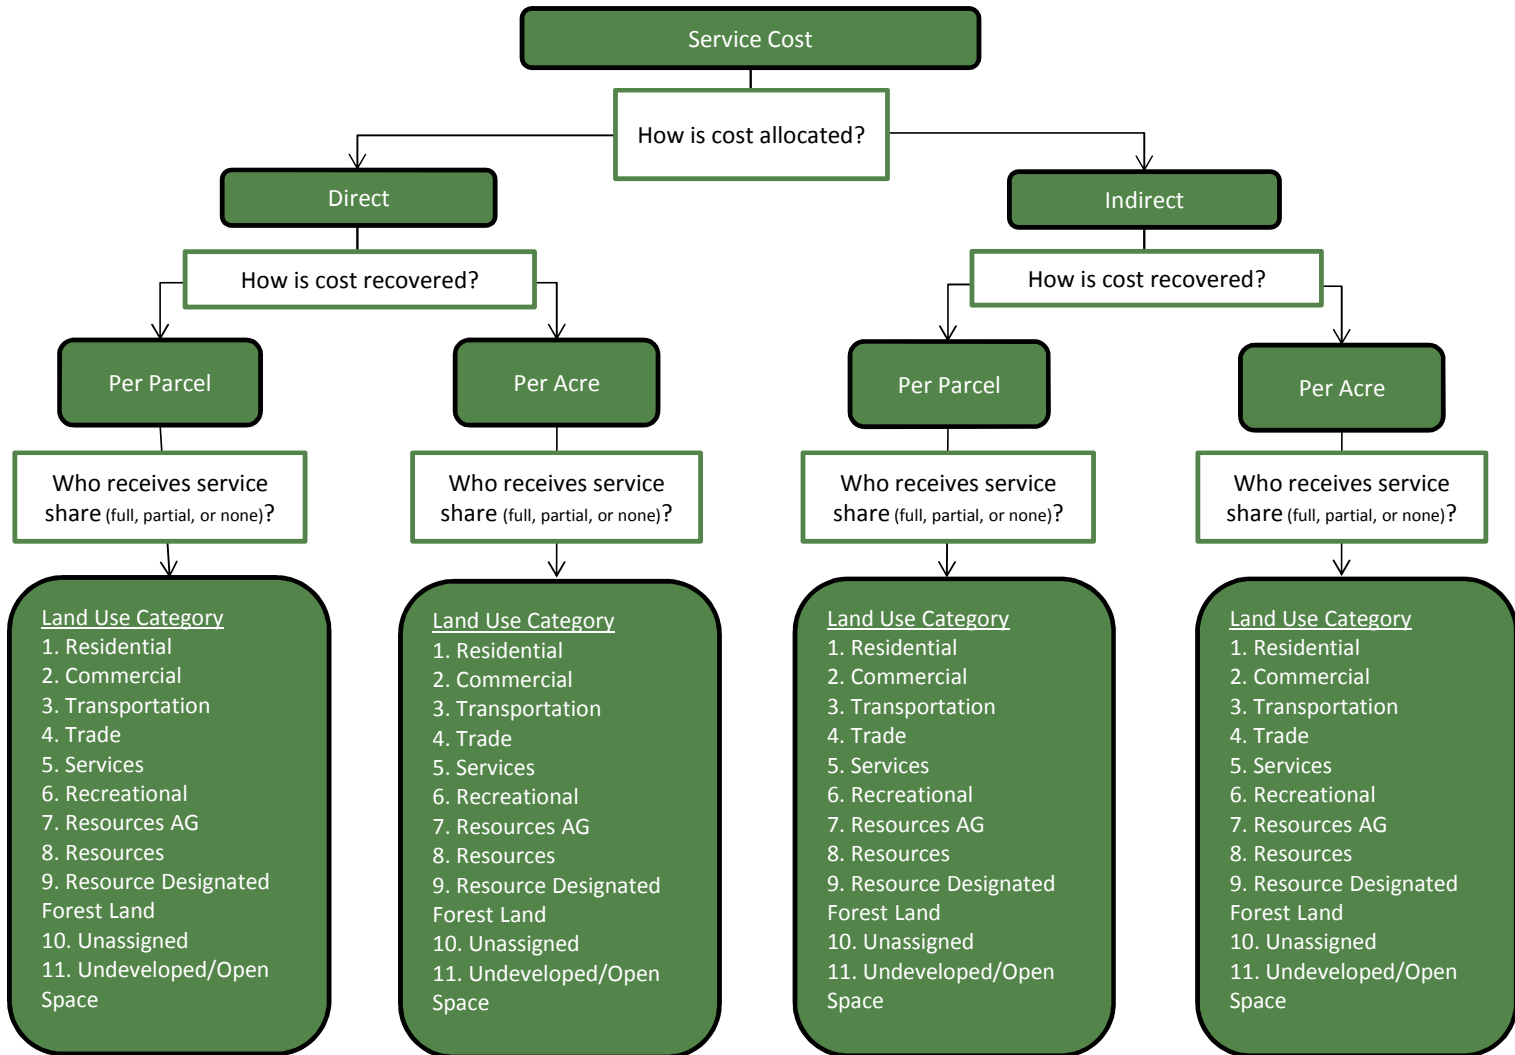 Service Cost
How is cost allocated?
Direct
Indirect
How is cost recovered?
How is cost recovered?
Per Parcel
Per Acre
Per Parcel
Per Acre
Who receives service
share (full, partial, or none)?
Who receives service
share (full, partial, or none)?
Who receives service
share (full, partial, or none)?
Who receives service
share (full, partial, or none)?
Land Use Category
1. Residential
2. Commercial
3. Transportation
4. Trade
5. Services
6. Recreational
7. Resources AG
8. Resources
9. Resource Designated
Forest Land
10. Unassigned
11. Undeveloped/Open
Space
Land Use Category
1. Residential
2. Commercial
3. Transportation
4. Trade
5. Services
6. Recreational
7. Resources AG
8. Resources
9. Resource Designated
Forest Land
10. Unassigned
11. Undeveloped/Open
Space
Land Use Category
1. Residential
2. Commercial
3. Transportation
4. Trade
5. Services
6. Recreational
7. Resources AG
8. Resources
9. Resource Designated
Forest Land
10. Unassigned
11. Undeveloped/Open
Space
Land Use Category
1. Residential
2. Commercial
3. Transportation
4. Trade
5. Services
6. Recreational
7. Resources AG
8. Resources
9. Resource Designated
Forest Land
10. Unassigned
11. Undeveloped/Open
Space